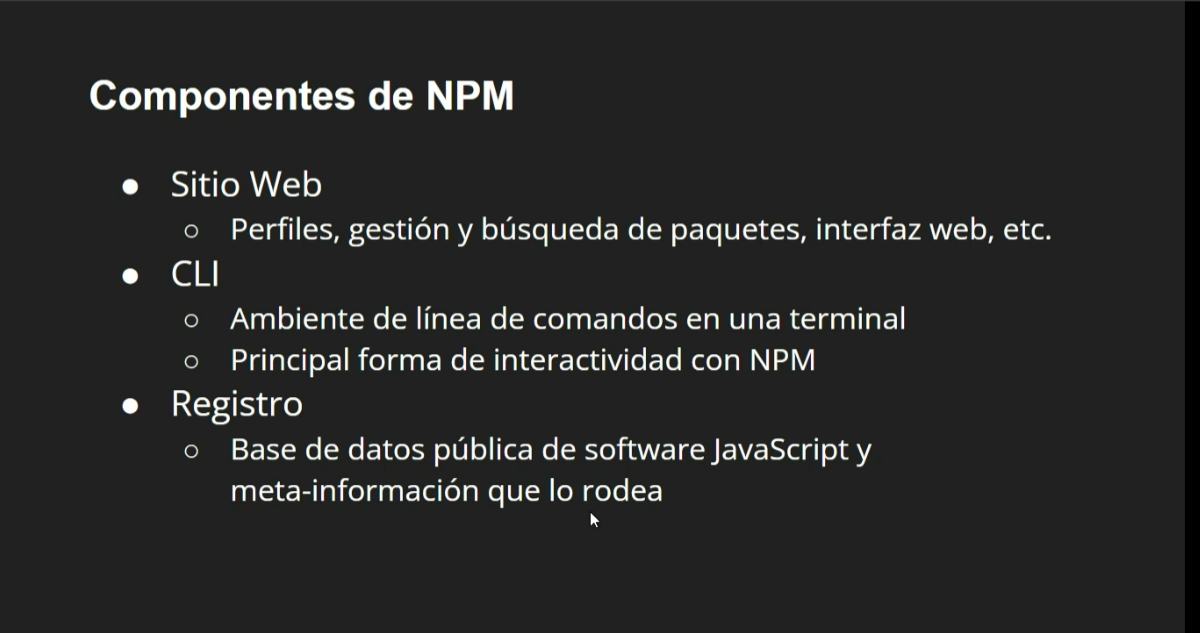 Componentes de NPM
● Sitio Web
○ Perfiles, gestión y búsqueda de paquetes, interfaz web, etc.
● CLI
○ Ambiente de línea de comandos en una terminal
○ Principal forma de interactividad con NPM
● Registro
○ Base de datos pública de software JavaScript y
meta-información que lo rodea